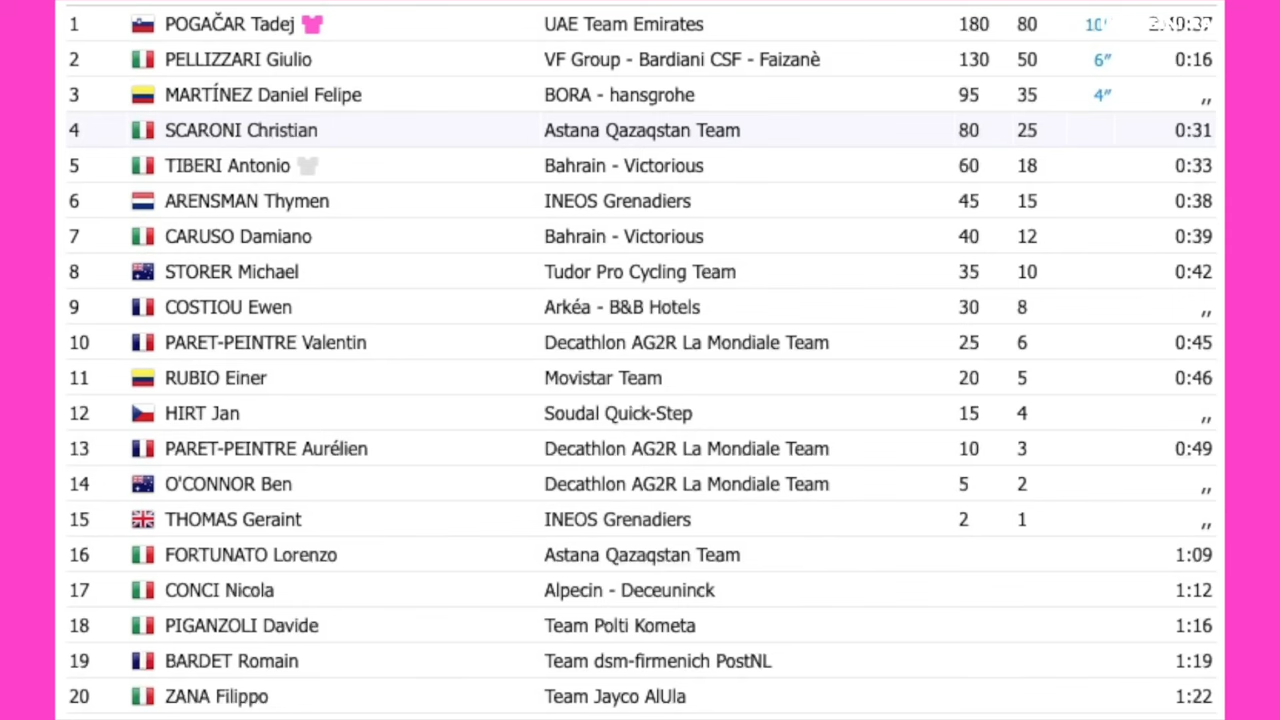 1 POGAČAR Tadej UAE Team Emirates 180 80 10″
2 PELLIZZARI Giulio VF Group - Bardiani CSF - Faizanè 130 50 6″ 0:16
3 MARTÍNEZ Daniel Felipe BORA - hansgrohe 95 35 4″ ,,
4 SCARONI Christian Astana Qazaqstan Team 80 25 0:31
5 TIBERI Antonio Bahrain - Victorious 60 18 0:33
6 ARENSMAN Thymen INEOS Grenadiers 45 15 0:38
7 CARUSO Damiano Bahrain - Victorious 40 12 0:39
8 STORER Michael Tudor Pro Cycling Team 35 10 0:42
9 COSTIOU Ewen Arkéa - B&B Hotels 30 8 ,,
10 PARET-PEINTRE Valentin Decathlon AG2R La Mondiale Team 25 6 0:45
11 RUBIO Einer Movistar Team 20 5 0:46
12 HIRT Jan Soudal Quick-Step 15 4 ,,
13 PARET-PEINTRE Aurélien Decathlon AG2R La Mondiale Team 10 3 0:49
14 O'CONNOR Ben Decathlon AG2R La Mondiale Team 5 2 ,,
15 THOMAS Geraint INEOS Grenadiers 2 1 ,,
16 FORTUNATO Lorenzo Astana Qazaqstan Team 1:09
17 CONCI Nicola Alpecin - Deceuninck 1:12
18 PIGANZOLI Davide Team Polti Kometa 1:16
19 BARDET Romain Team dsm-firmenich PostNL 1:19
20 ZANA Filippo Team Jayco AlUla 1:22